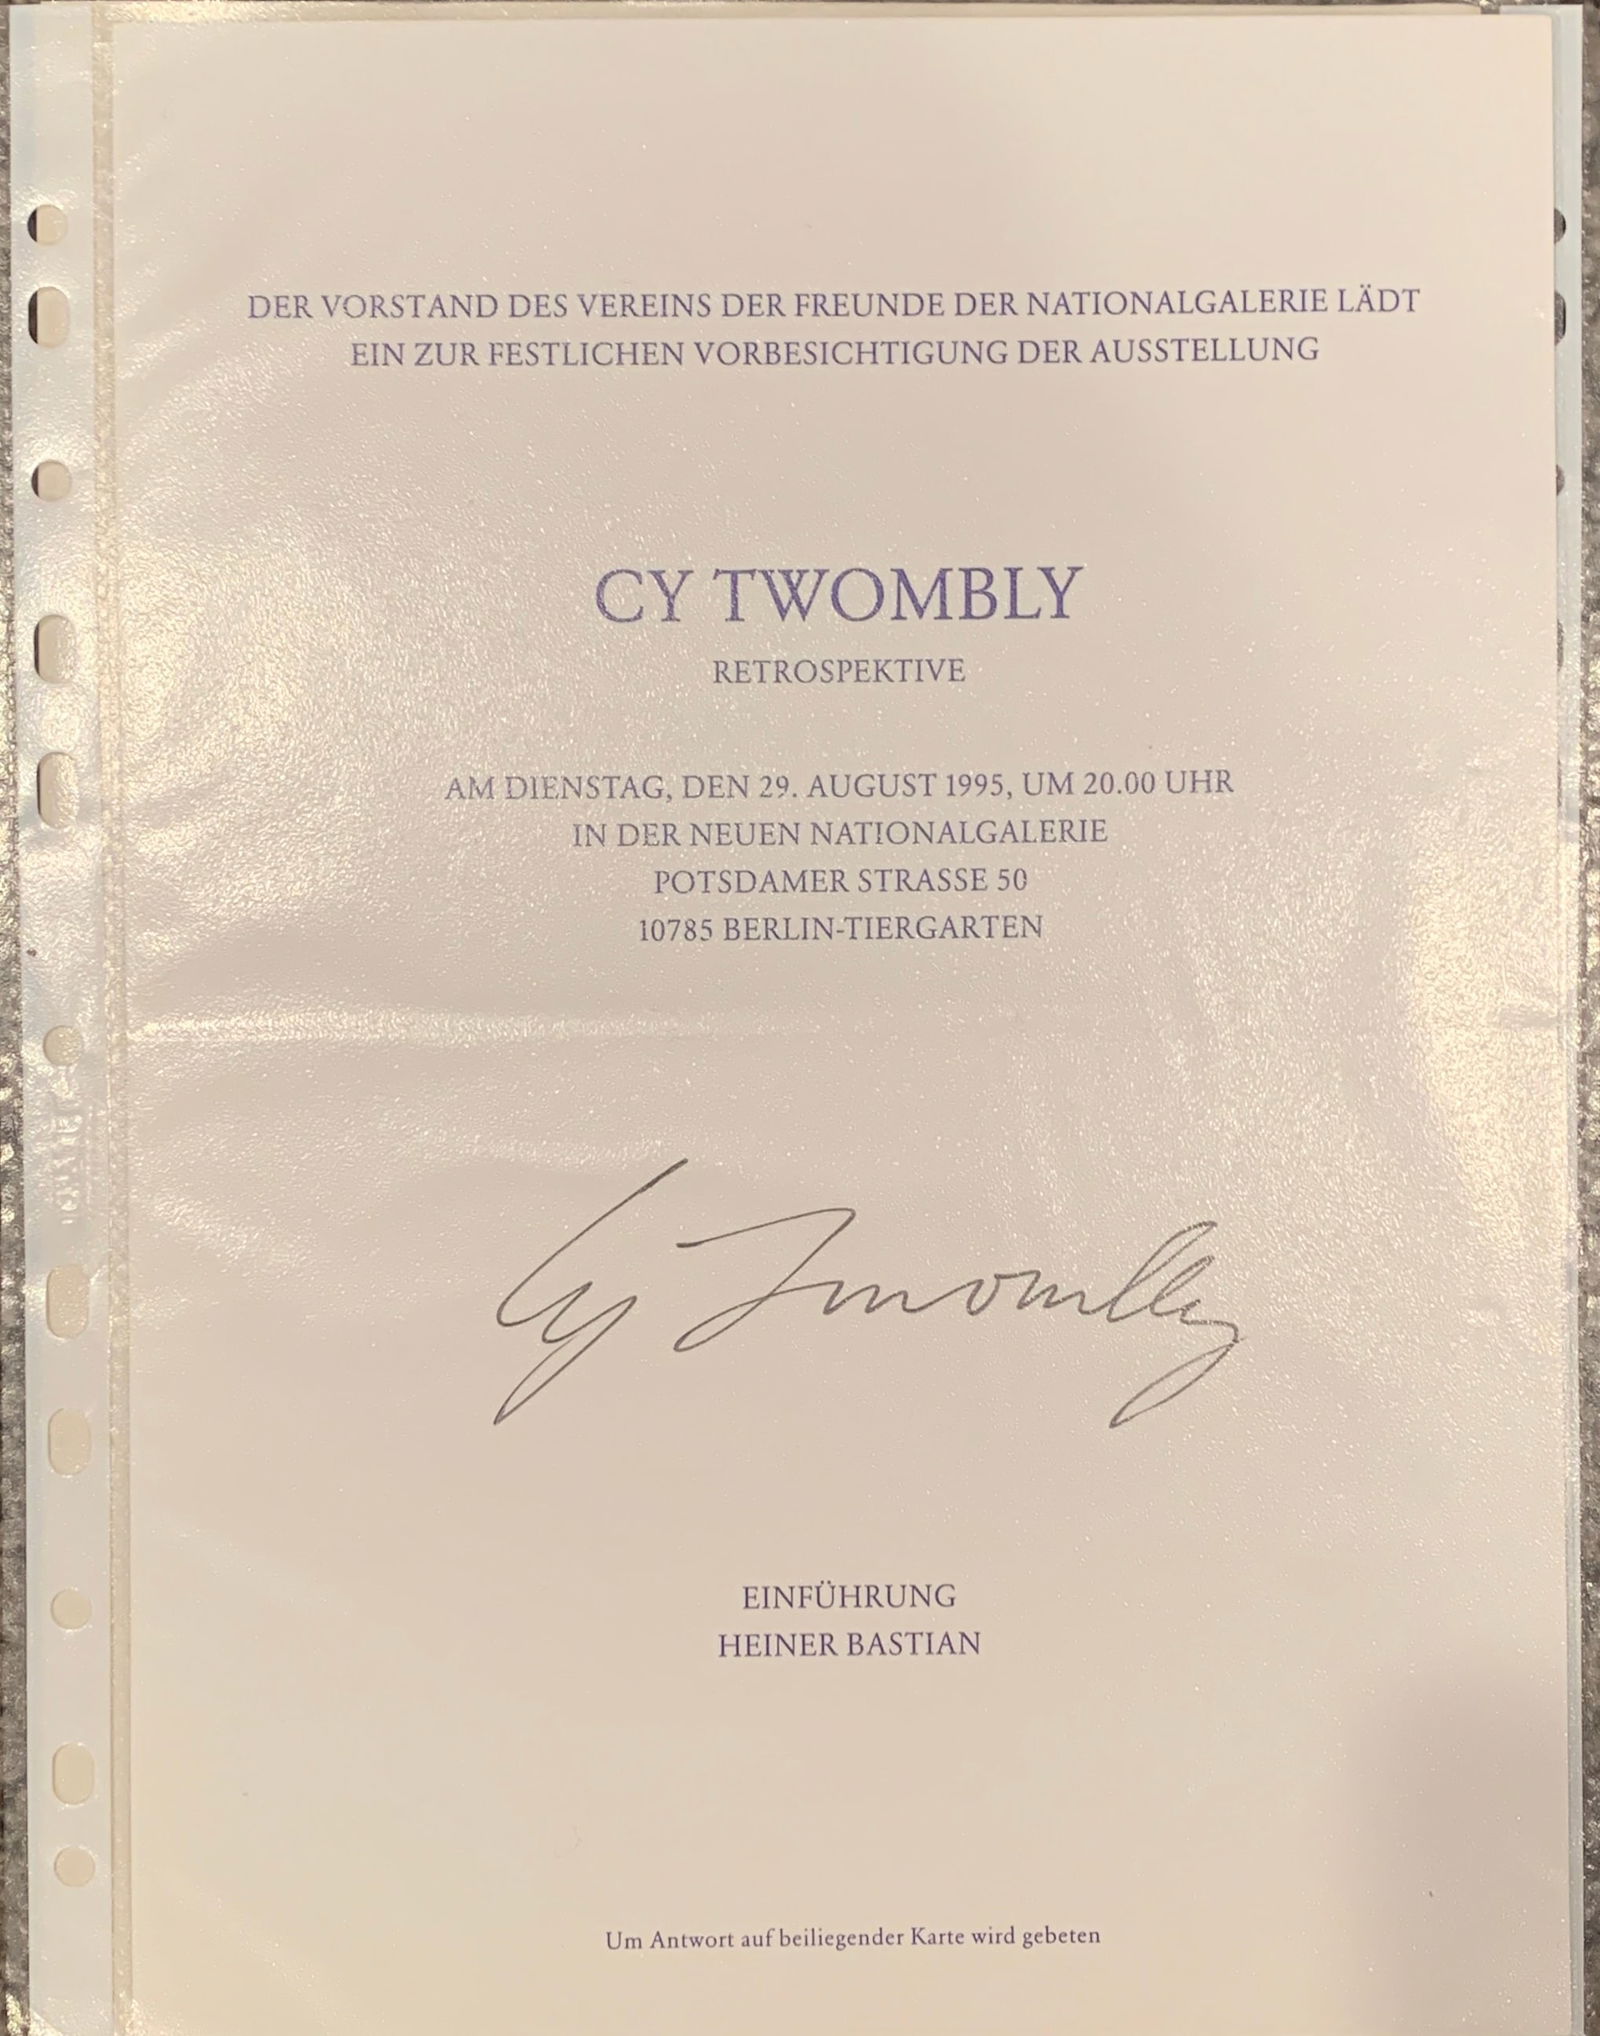 DER VORSTAND DES VEREINS DER FREUNDE DER NATIONALGALERIE LÄDT
EIN ZUR FESTLICHEN VORBESICHTIGUNG DER AUSSTELLUNG
CY TWOMBLY
RETROSPEKTIVE
AM DIENSTAG, DEN 29. AUGUST 1995, UM 20.00 UHR
IN DER NEUEN NATIONALGALERIE
POTSDAMER STRASSE 50
10785 BERLIN-TIERGARTEN
Cy Twombly
EINFÜHRUNG
HEINER BASTIAN
Um Antwort auf beiliegender Karte wird gebeten